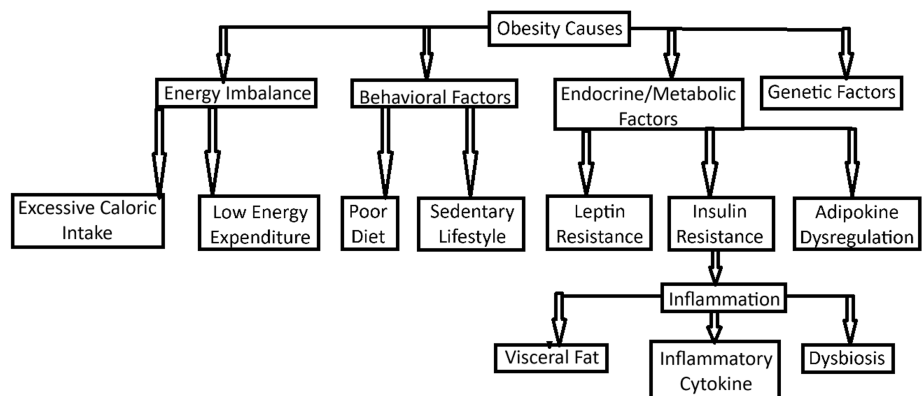 Obesity Causes
Energy Imbalance
Behavioral Factors
Endocrine/Metabolic
Factors
Genetic Factors
Excessive Caloric
Intake
Low Energy
Expenditure
Poor
Diet
Sedentary
Lifestyle
Leptin
Resistance
Insulin
Resistance
Adipokine
Dysregulation
Inflammation
Visceral Fat
Inflammatory
Cytokine
Dysbiosis